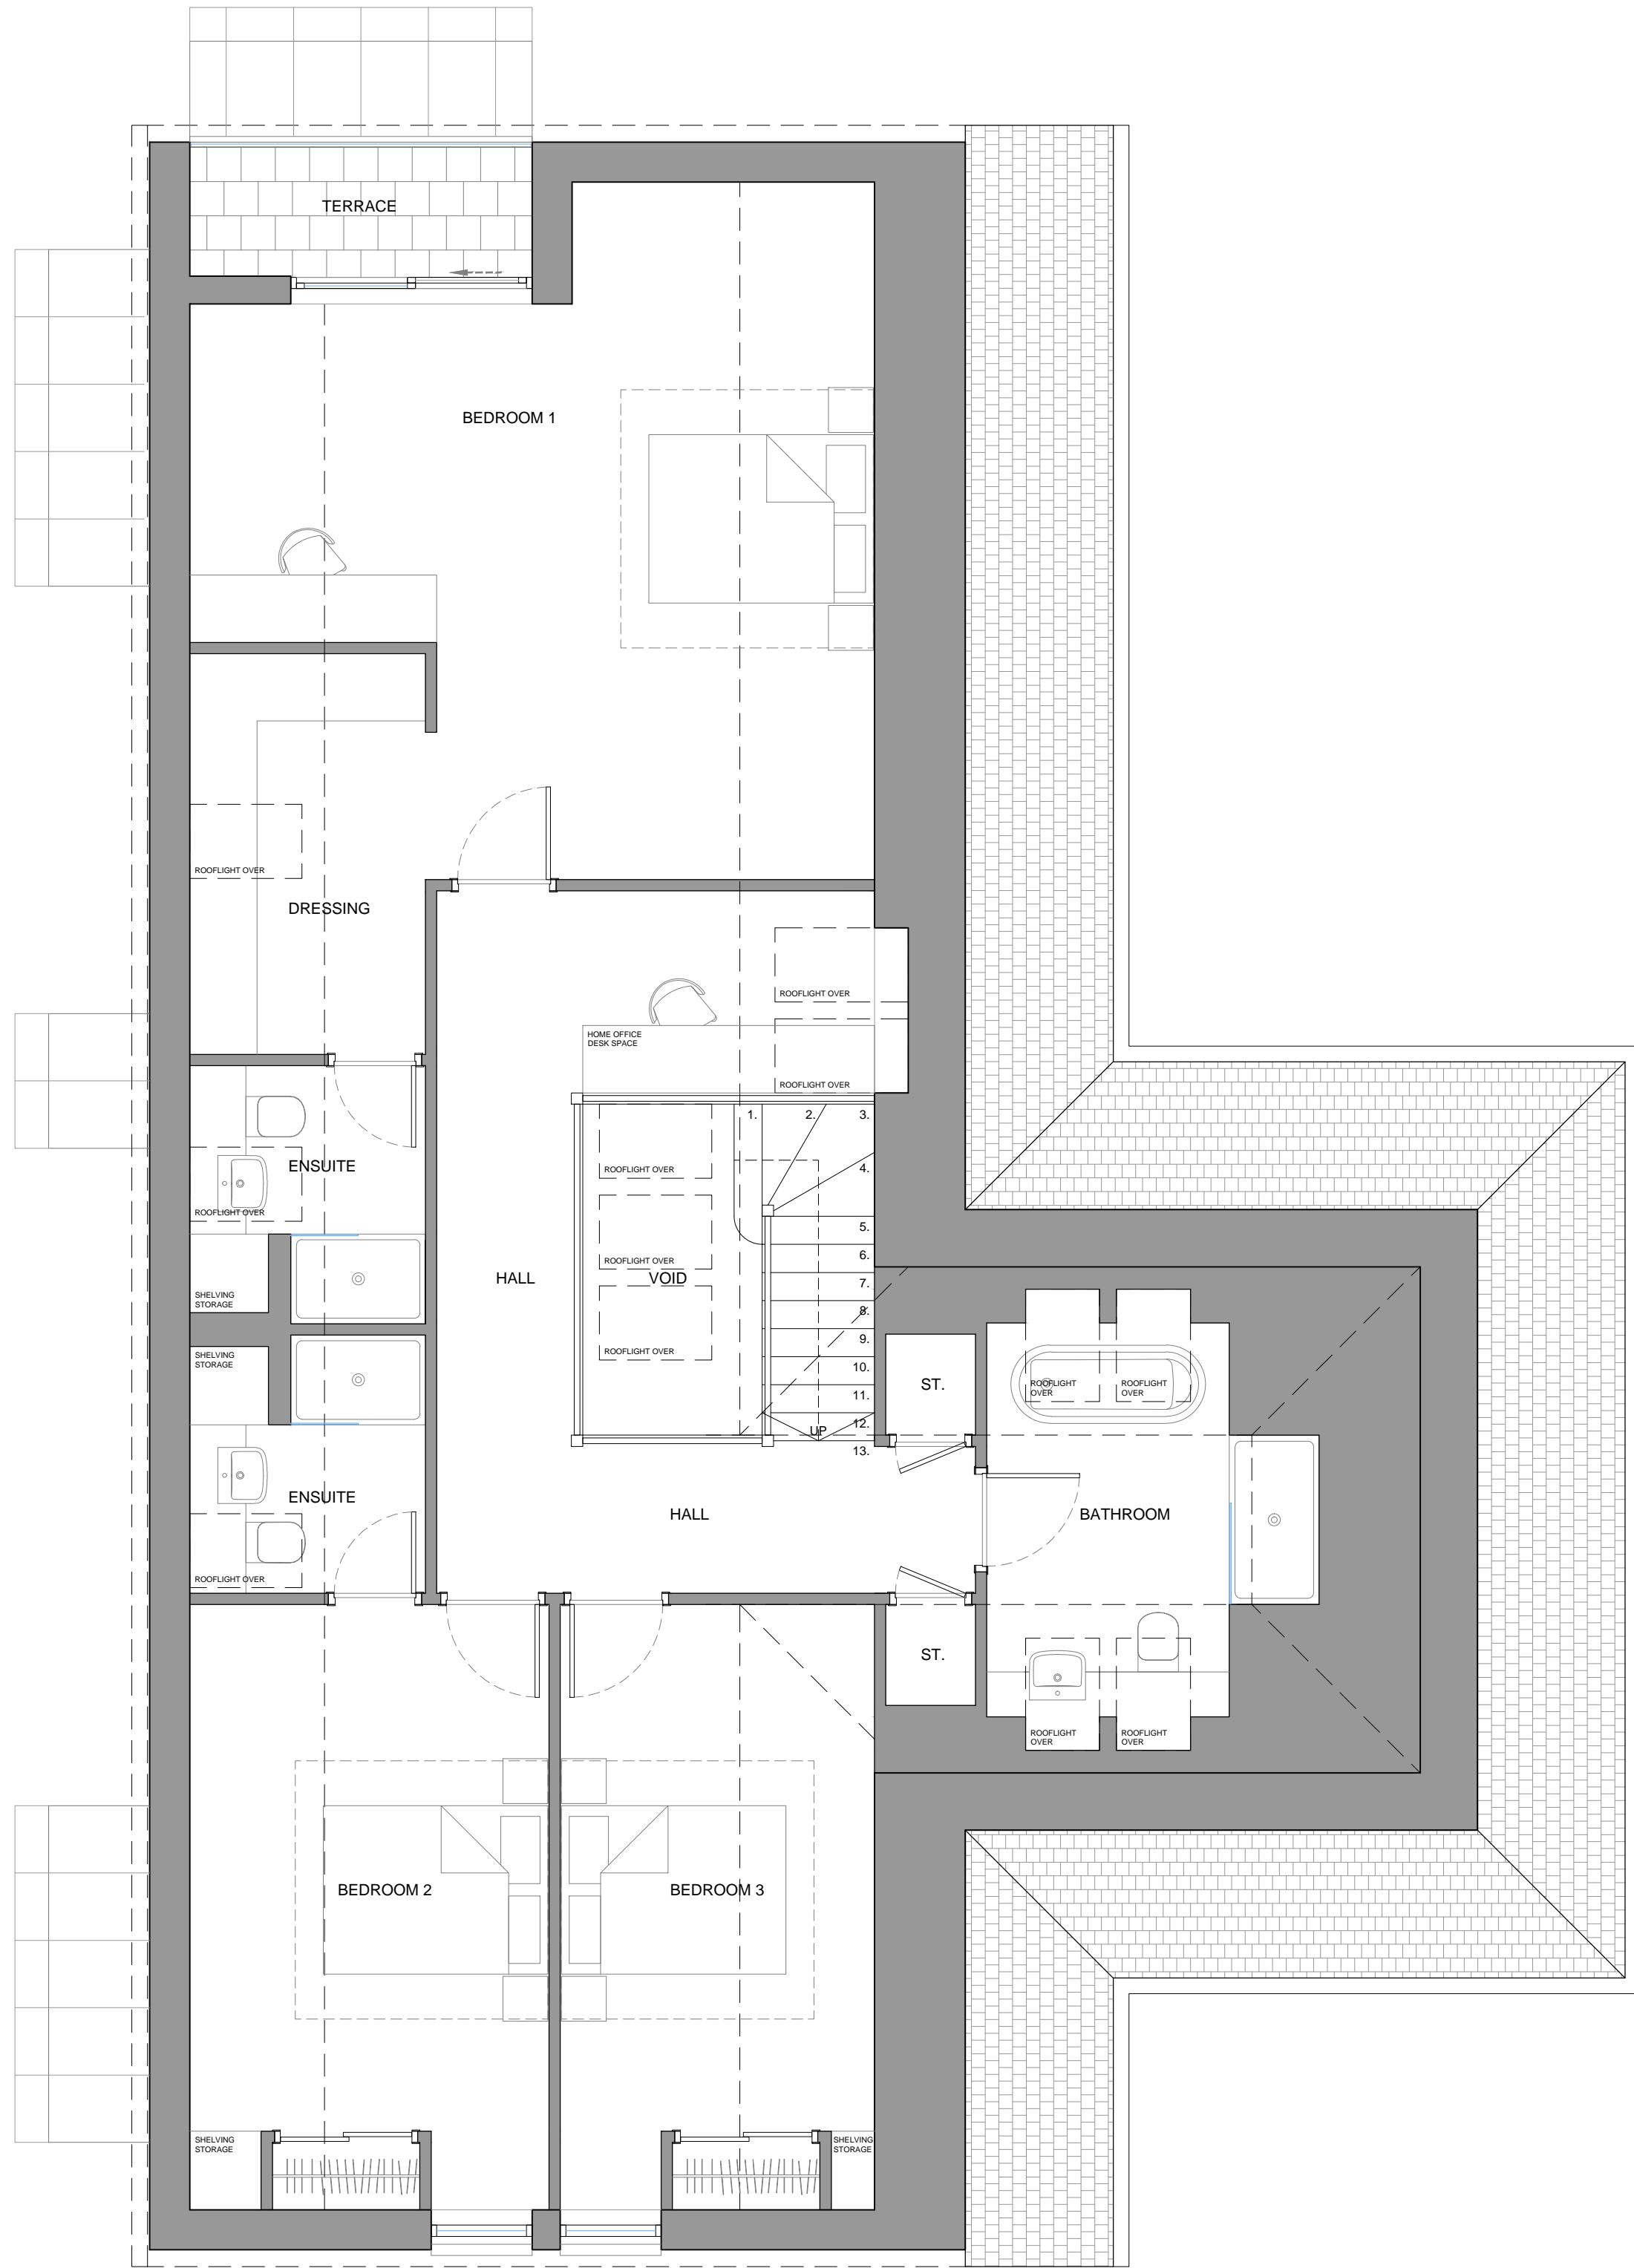 TERRACE
BEDROOM 1
ROOFLIGHT OVER
DRESSING
ROOFLIGHT OVER
HOME OFFICE
DESK SPACE
ROOFLIGHT OVER
1.
2.
3.
4.
5.
6.
7.
8.
9.
10.
11.
12.
13.
UP
ENSUITE
ROOFLIGHT OVER
ROOFLIGHT OVER
ROOFLIGHT OVER
ROOFLIGHT OVER
HALL
VOID
SHELVING
STORAGE
SHELVING
STORAGE
ST.
ROOFLIGHT
OVER
ROOFLIGHT
OVER
ENSUITE
ROOFLIGHT OVER
HALL
BATHROOM
ST.
ROOFLIGHT
OVER
ROOFLIGHT
OVER
BEDROOM 2
BEDROOM 3
SHELVING
STORAGE
SHELVING
STORAGE